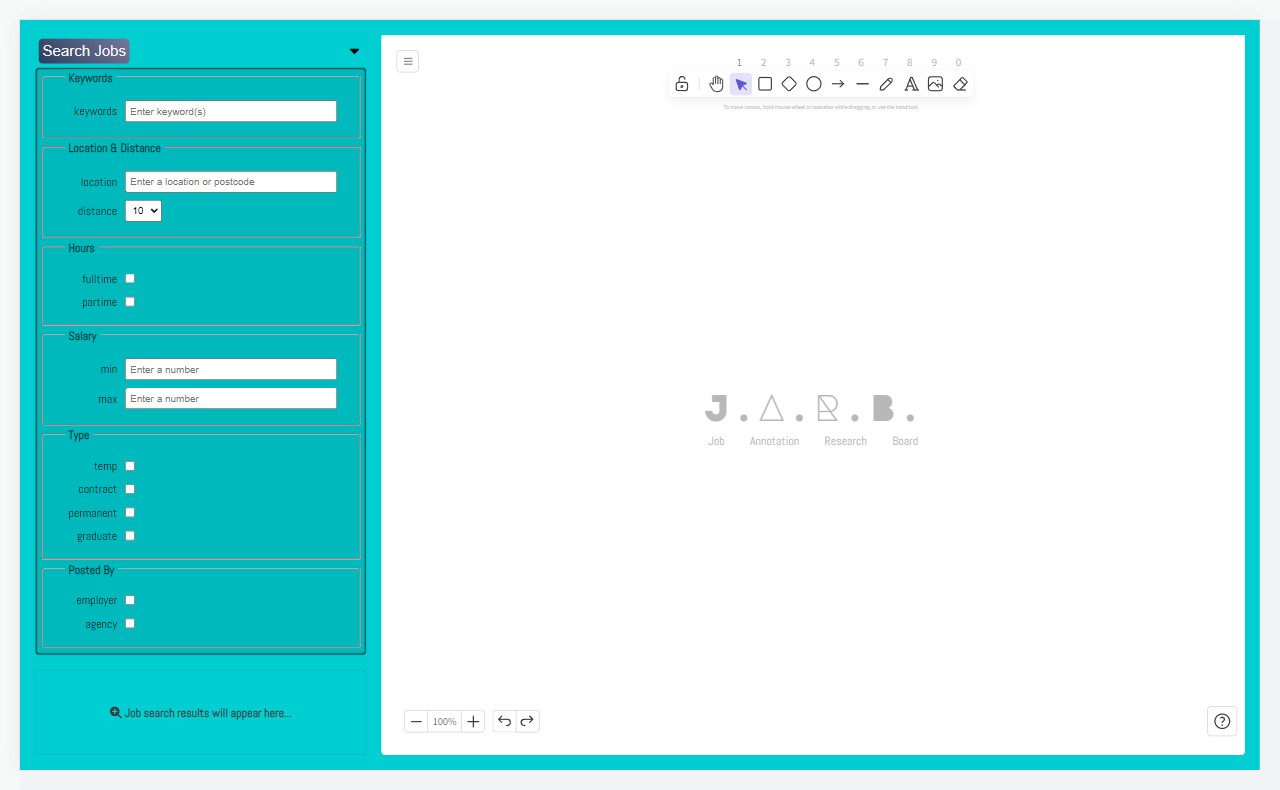 Search Jobs
Keywords
keywords Enter keyword(s)
Location & Distance
location Enter a location or postcode
distance 10
Hours
fulltime
partime
Salary
min Enter a number
max Enter a number
Type
temp
contract
permanent
graduate
Posted By
employer
agency
Job search results will appear here...
1 2 3 4 5 6 7 8 9 0
A
To move canvas, hold mouse wheel or spacebar while dragging, or use the hand tool
J.A.R.B.
Job Annotation Research Board
100%
?